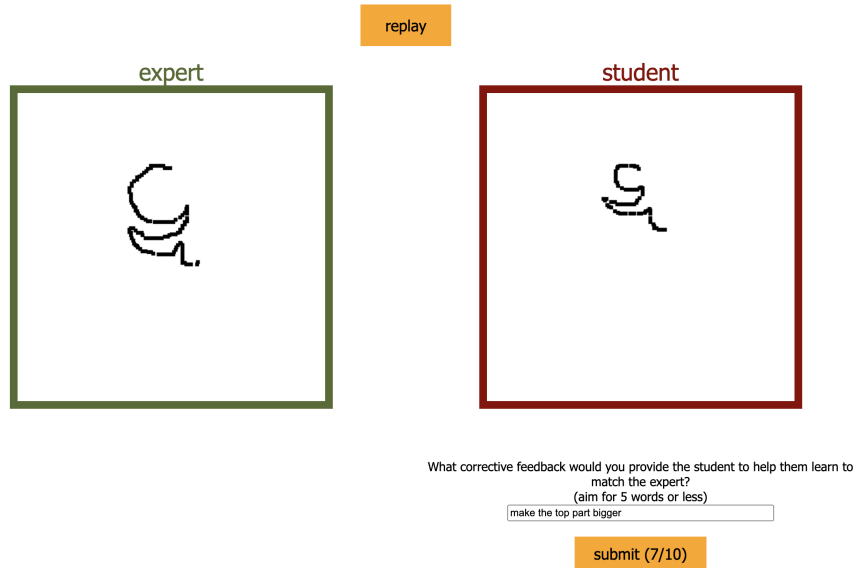 replay
expert
student
What corrective feedback would you provide the student to help them learn to
match the expert?
(aim for 5 words or less)
make the top part bigger
submit (7/10)